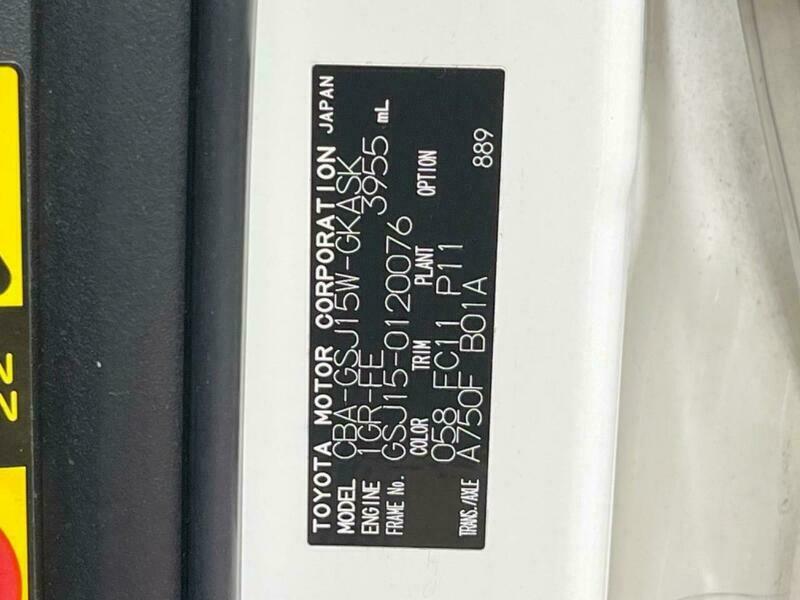 TOYOTA MOTOR CORPORATION JAPAN
MODEL CBA-GSJ15W-GKASK
ENGINE 1GR-FE 3955 mL
FRAME No. GSJ15-0120076
COLOR TRIM PLANT OPTION
058 FC11 P11
TRANS./AXLE A750F B01A 889
22